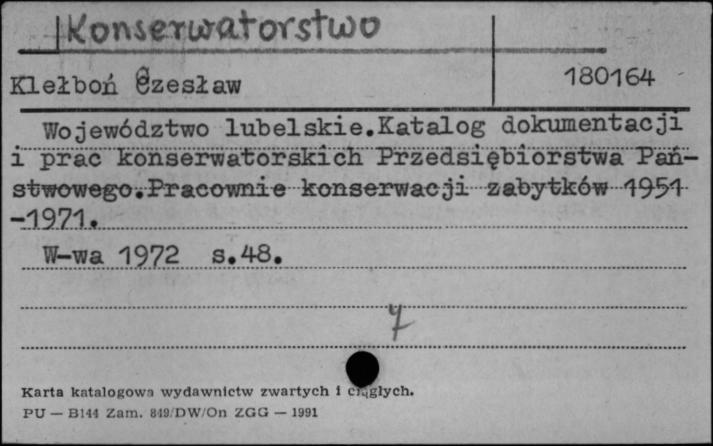 Konserwatorstwo
Klełboń Czesław 180164
Województwo lubelskie.Katalog dokumentacji
i prac konserwatorskich Przedsiębiorstwa Pań-
stwowego.Pracownie konserwacji zabytków 1951
-1971.
W-wa 1972 s.48.
Karta katalogowa wydawnictw zwartych i ciągłych.
PU — B144 Zam. 849/DW/On ZGG — 1991